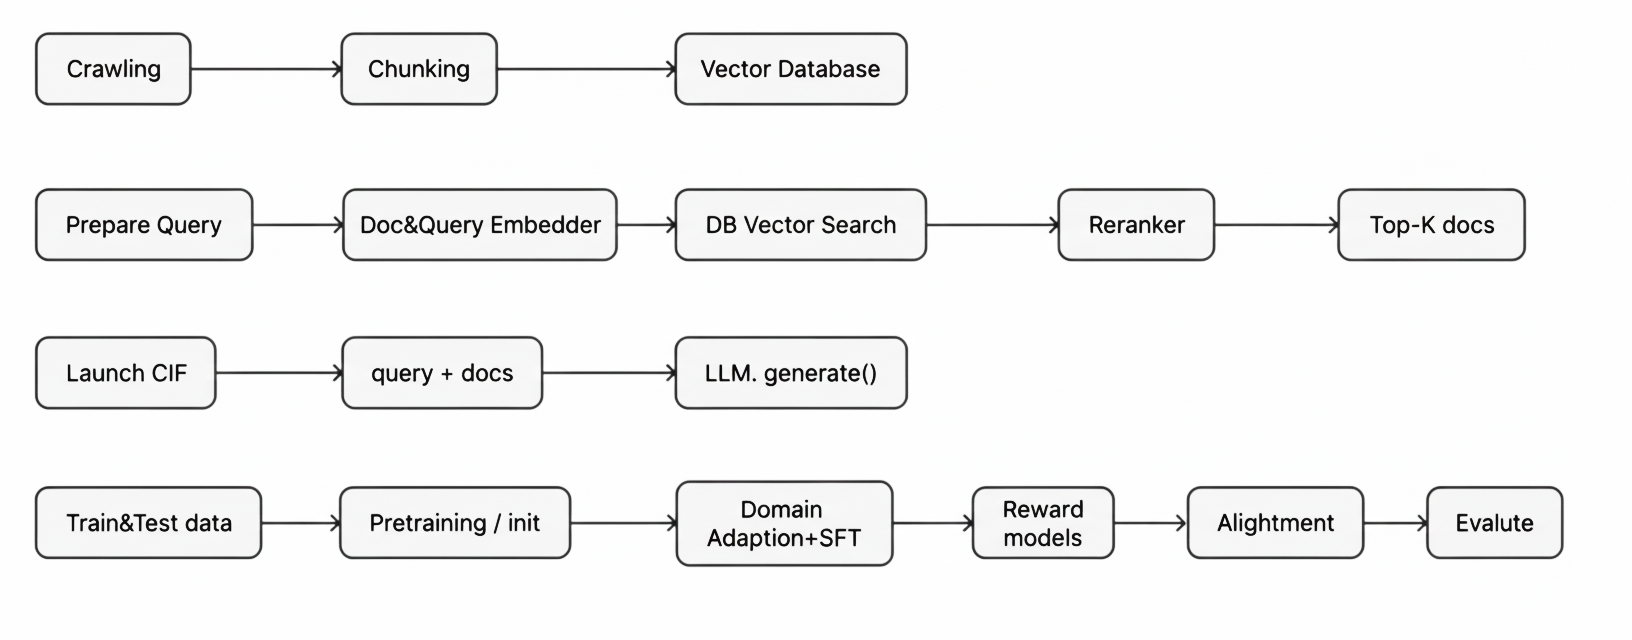 Crawling
Chunking
Vector Database
Prepare Query
Doc&Query Embedder
DB Vector Search
Reranker
Top-K docs
Launch CIF
query + docs
LLM. generate()
Train&Test data
Pretraining / init
Domain
Adaption+SFT
Reward
models
Alightment
Evalute